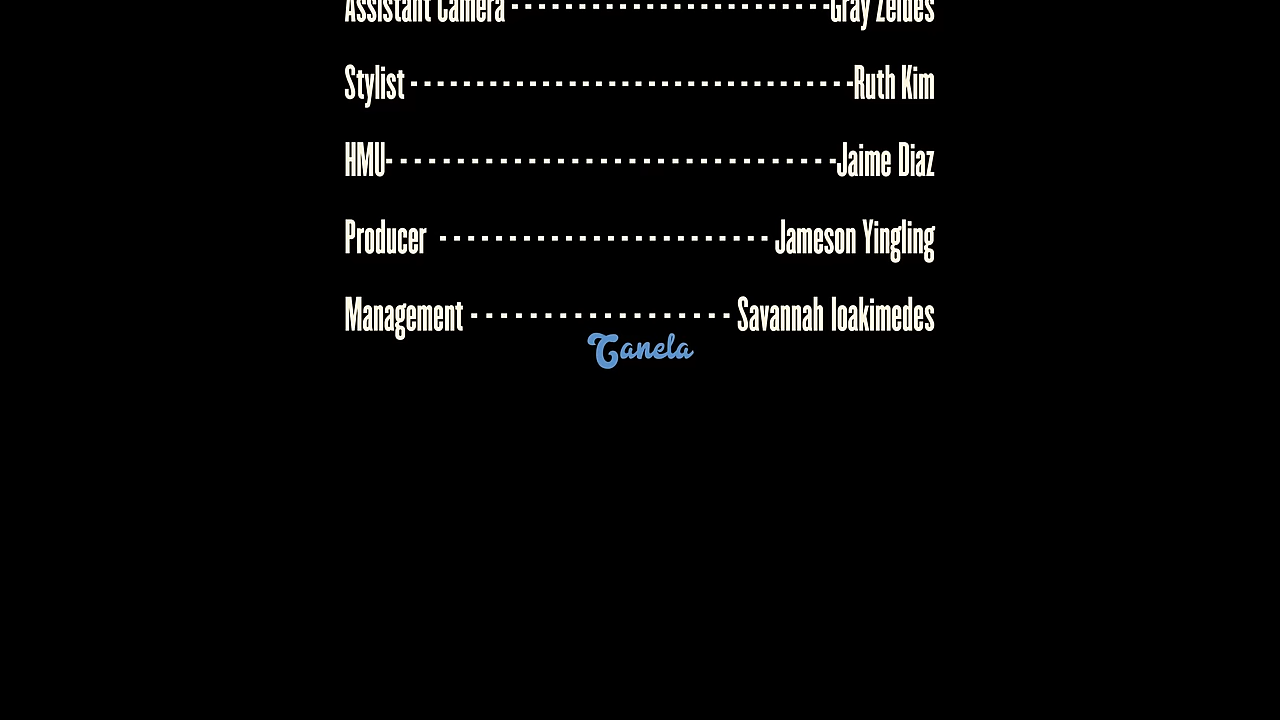 Assistant Camera - - - - - - - - - - - - - - - - - - - - - - - -Gray Zeldes
Stylist - - - - - - - - - - - - - - - - - - - - - - - - - - - - - -Ruth Kim
HMU- - - - - - - - - - - - - - - - - - - - - - - - - - - - - - - -Jaime Diaz
Producer - - - - - - - - - - - - - - - - - - - - - - - - Jameson Yingling
Management - - - - - - - - - - - - - - - - - - Savannah Ioakimedes
Canela